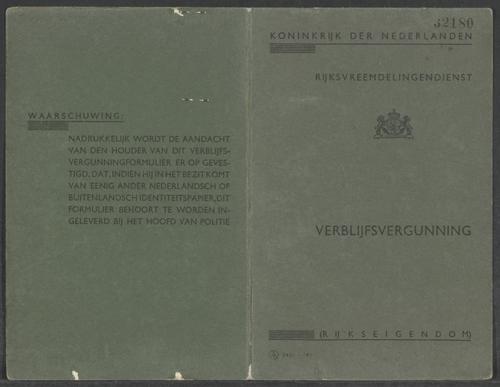 WAARSCHUWING:
NADRUKKELIJK WORDT DE AANDACHT
VAN DEN HOUDER VAN DIT VERBLIJFS-
VERGUNNINGFORMULIER ER OP GEVES-
TIGD, DAT, INDIEN HIJ IN HET BEZIT KOMT
VAN EENIG ANDER NEDERLANDSCH OF
BUITENLANDSCH IDENTITEITSPAPIER, DIT
FORMULIER BEHOORT TE WORDEN IN-
GELEVERD BIJ HET HOOFD VAN POLITIE
32180
KONINKRIJK DER NEDERLANDEN
RIJKSVREEMDELINGENDIENST
VERBLIJFSVERGUNNING
(RIJKSEIGENDOM)